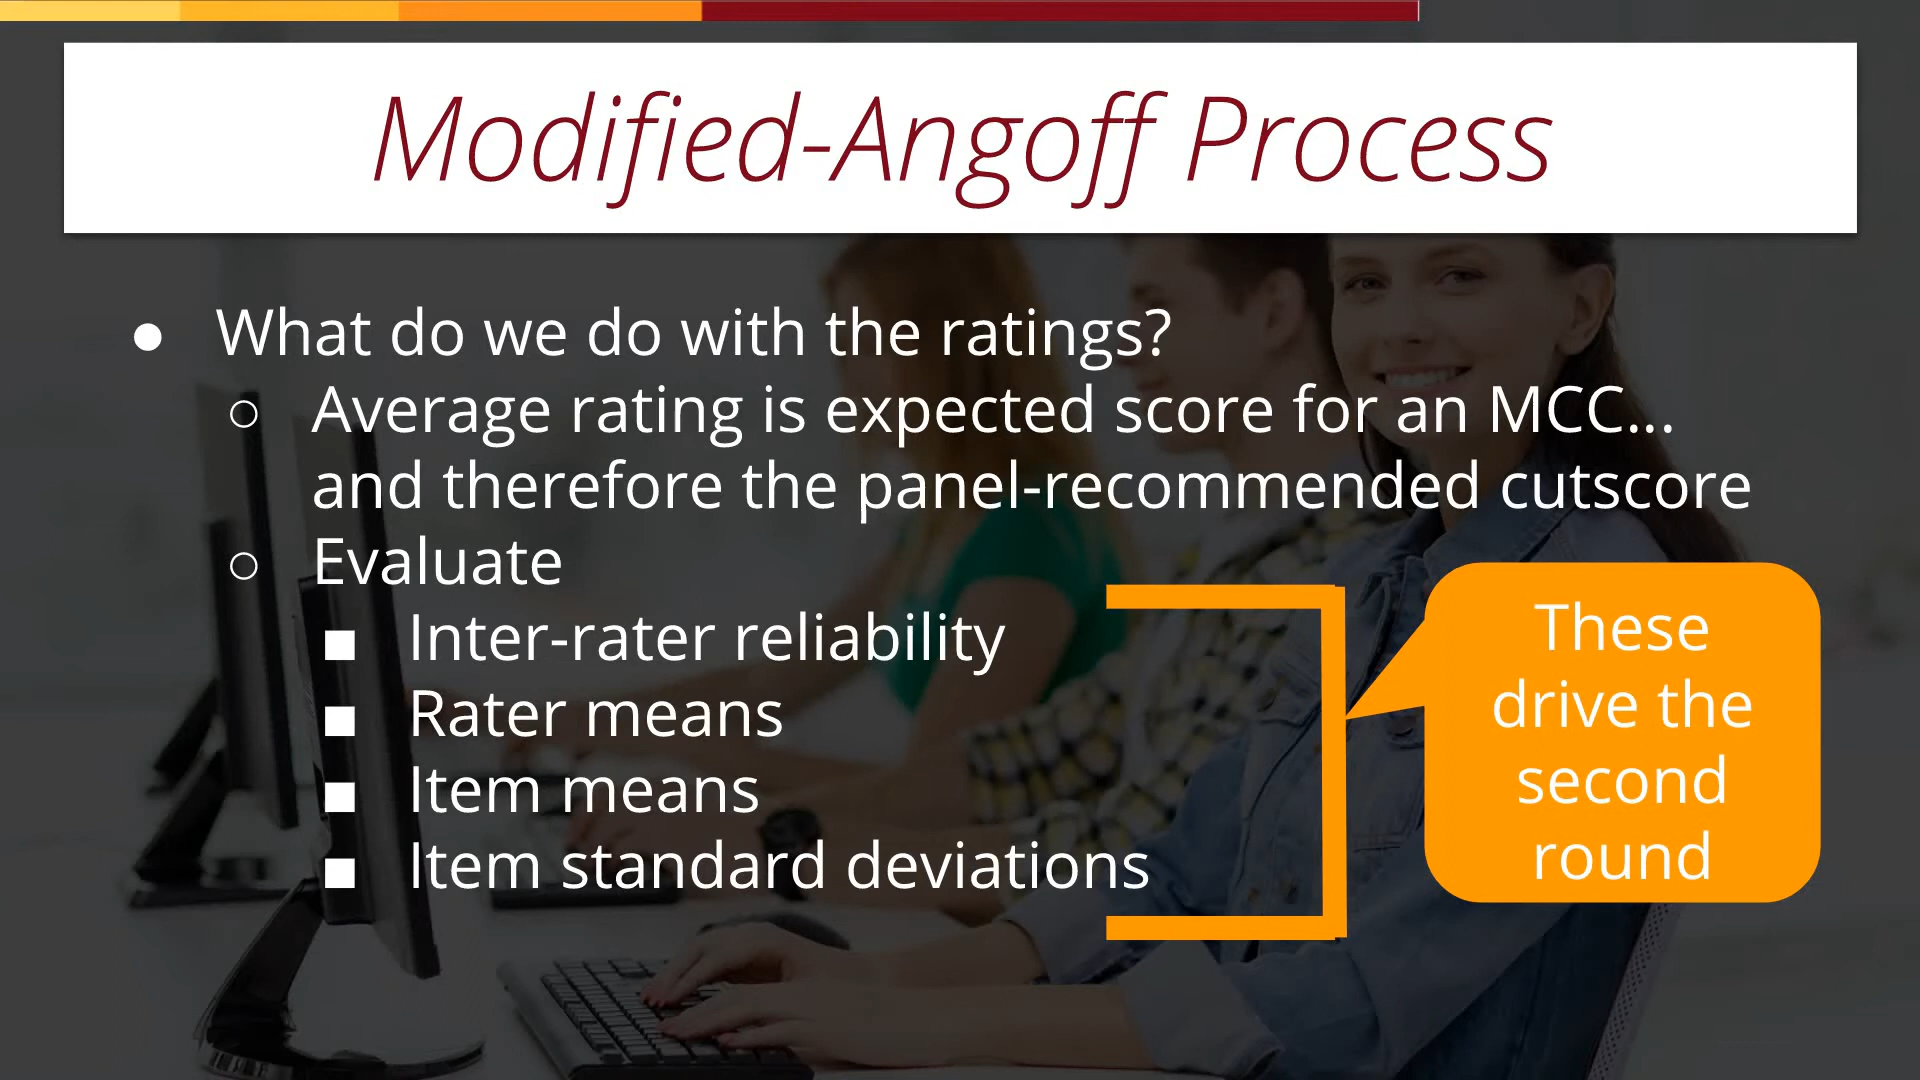 Modified-Angoff Process
● What do we do with the ratings?
○ Average rating is expected score for an MCC...
and therefore the panel-recommended cutscore
○ Evaluate
■ Inter-rater reliability
■ Rater means
■ Item means
■ Item standard deviations
These
drive the
second
round